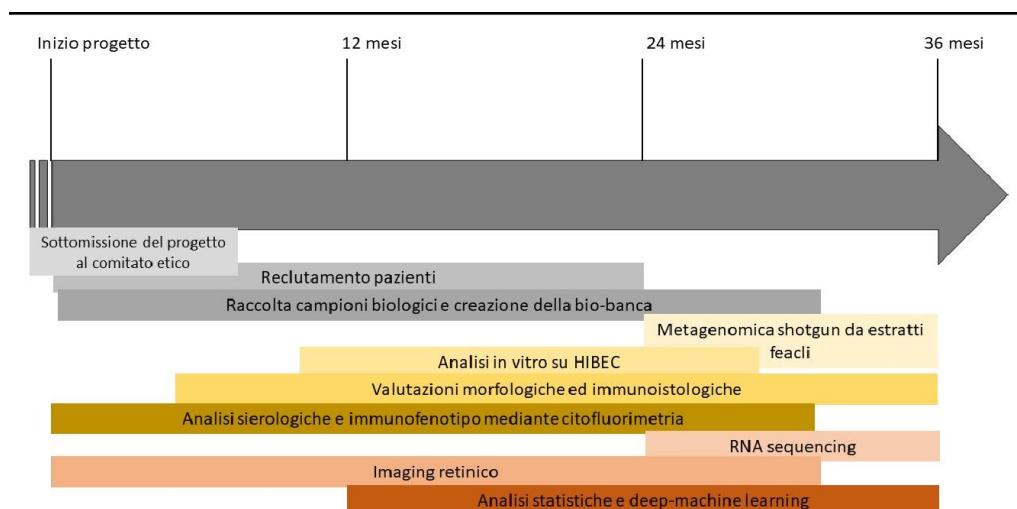 Inizio progetto
12 mesi
24 mesi
36 mesi
Sottomissione del progetto
al comitato etico
Reclutamento pazienti
Raccolta campioni biologici e creazione della bio-banca
Metagenomica shotgun da estratti
feacli
Analisi in vitro su HIBEC
Valutazioni morfologiche ed immunoistologiche
Analisi sierologiche e immunofenotipo mediante citofluorimetria
RNA sequencing
Imaging retinico
Analisi statistiche e deep-machine learning